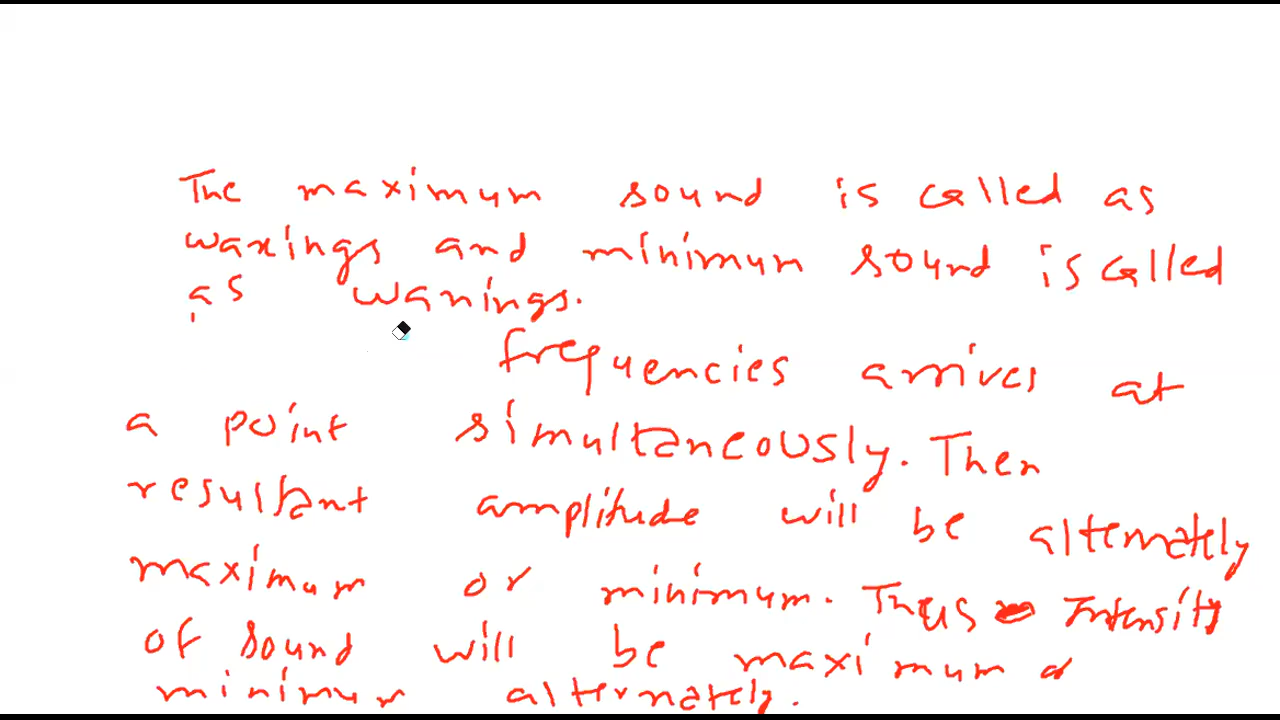 The maximum sound is called as
waxings and minimum sound is called
as wanings.
frequencies arrives at
a point simultaneously. Then
resultant amplitude will be alternately
maximum or minimum. Thus Intensity
of sound will be maximum or
minimum alternately.